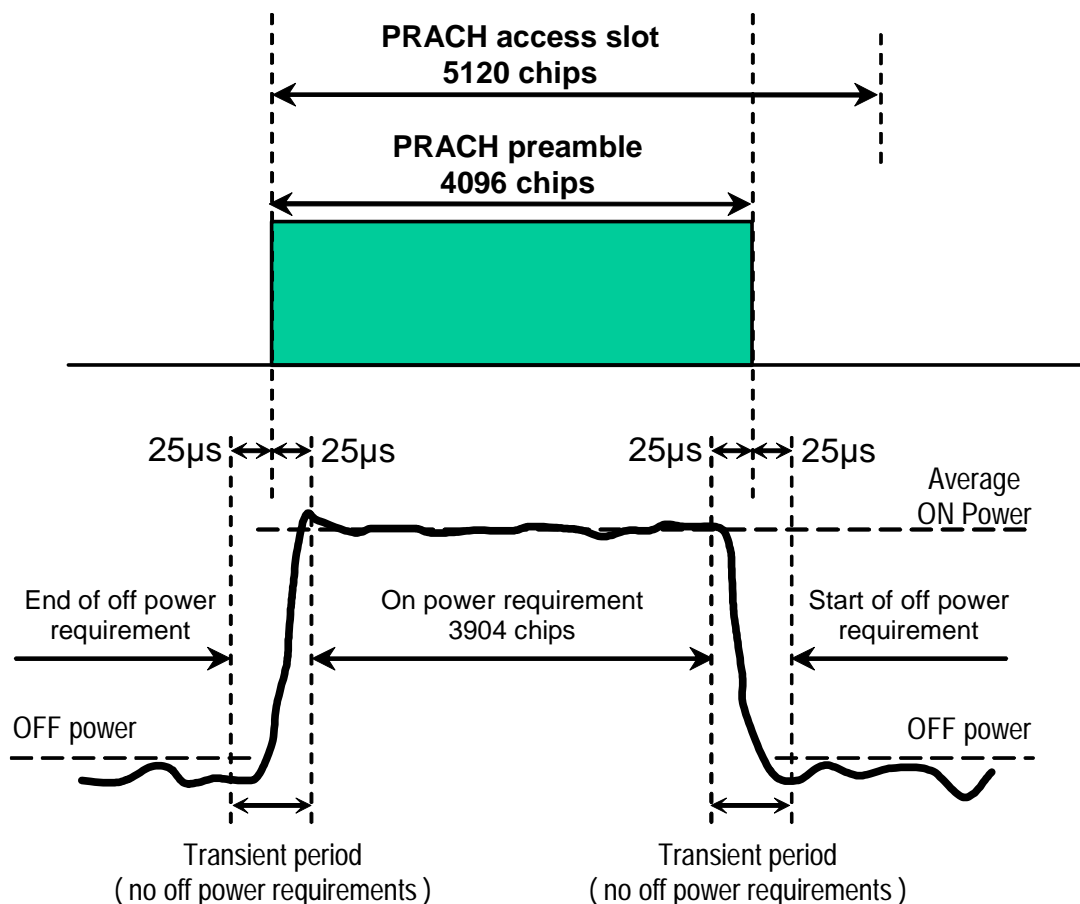 PRACH access slot
5120 chips
PRACH preamble
4096 chips
25µs
25µs
25µs
25µs
Average
ON Power
End of off power
requirement
On power requirement
3904 chips
Start of off power
requirement
OFF power
OFF power
Transient period
( no off power requirements )
Transient period
( no off power requirements )